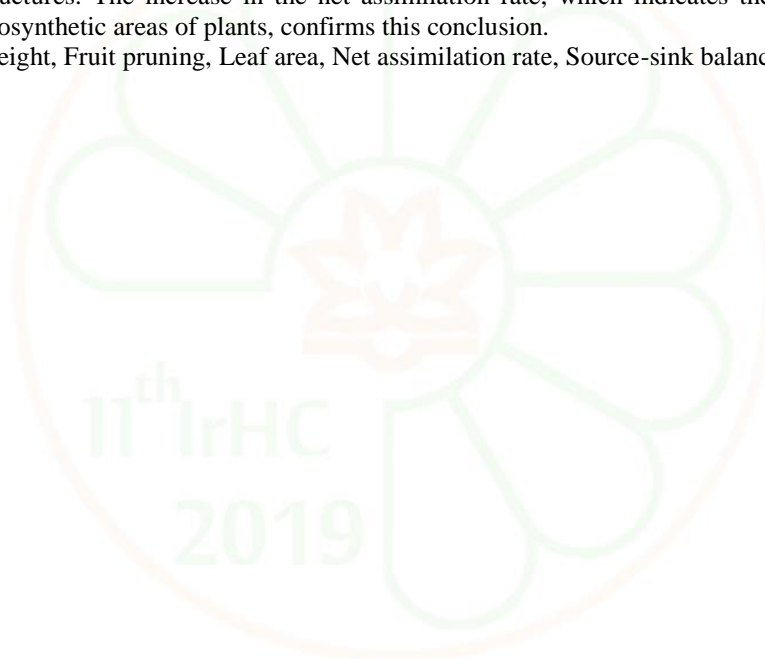 The increase in the net assimilation rate, which indicates the
osynthetic areas of plants, confirms this conclusion.
eight, Fruit pruning, Leaf area, Net assimilation rate, Source-sink balanc
11th IrHC
2019